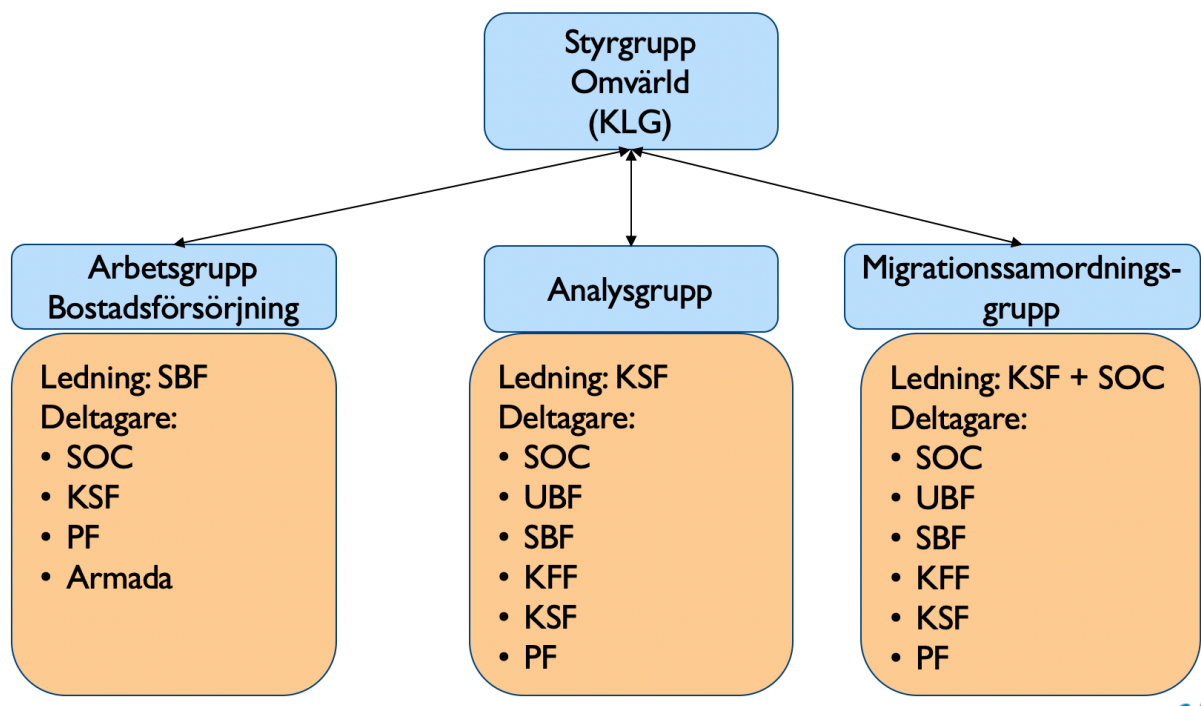 Styrgrupp
Omvärld
(KLG)
Arbetsgrupp
Bostadsförsörjning
Ledning: SBF
Deltagare:
• SOC
• KSF
• PF
• Armada
Analysgrupp
Ledning: KSF
Deltagare:
• SOC
• UBF
• SBF
• KFF
• KSF
• PF
Migrationssamordnings-
grupp
Ledning: KSF + SOC
Deltagare:
• SOC
• UBF
• SBF
• KFF
• KSF
• PF